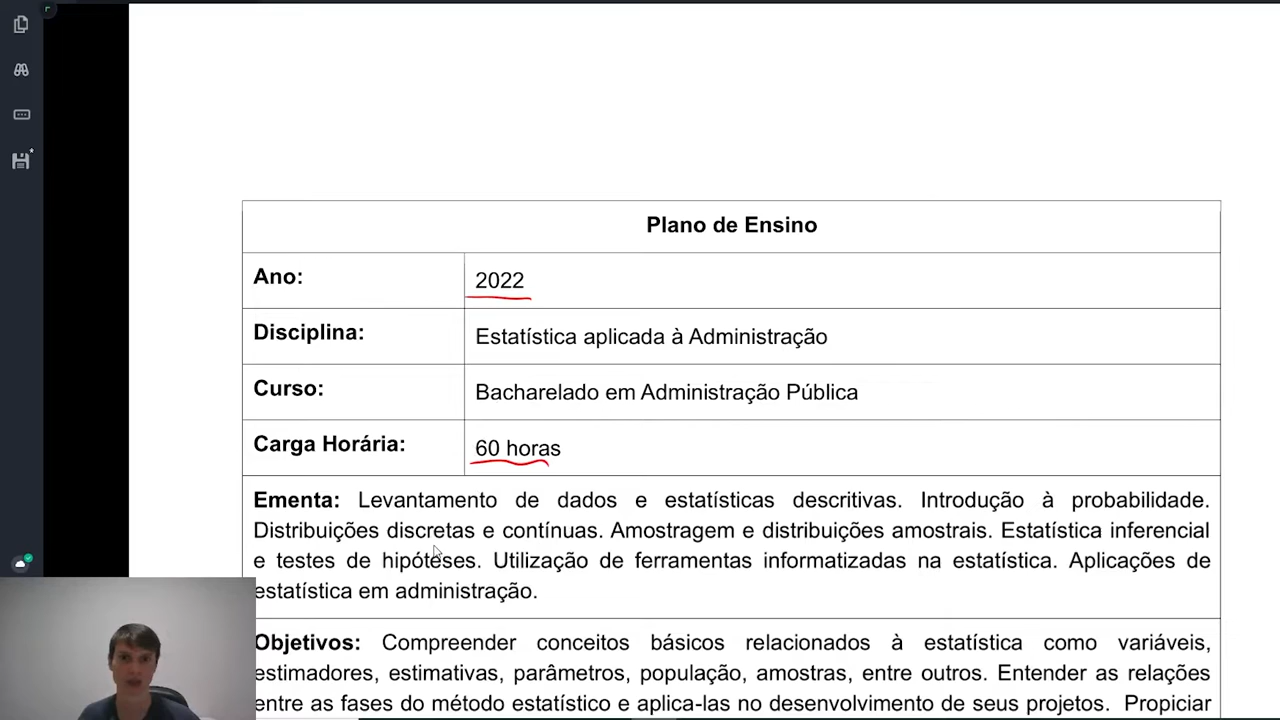 Plano de Ensino
Ano: 2022
Disciplina: Estatística aplicada à Administração
Curso: Bacharelado em Administração Pública
Carga Horária: 60 horas
Ementa: Levantamento de dados e estatísticas descritivas. Introdução à probabilidade.
Distribuições discretas e contínuas. Amostragem e distribuições amostrais. Estatística inferencial
e testes de hipóteses. Utilização de ferramentas informatizadas na estatística. Aplicações de
estatística em administração.
Objetivos: Compreender conceitos básicos relacionados à estatística como variáveis,
estimadores, estimativas, parâmetros, população, amostras, entre outros. Entender as relações
entre as fases do método estatístico e aplica-las no desenvolvimento de seus projetos. Propiciar